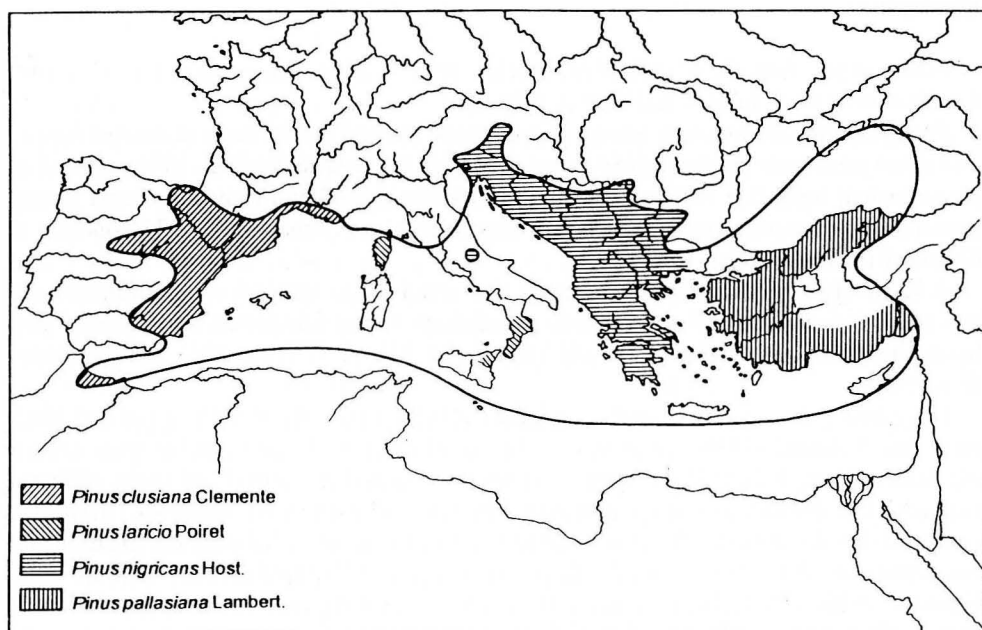 Pinus clusiana Clemente
Pinus laricio Poiret
Pinus nigricans Host.
Pinus pallasiana Lambert.